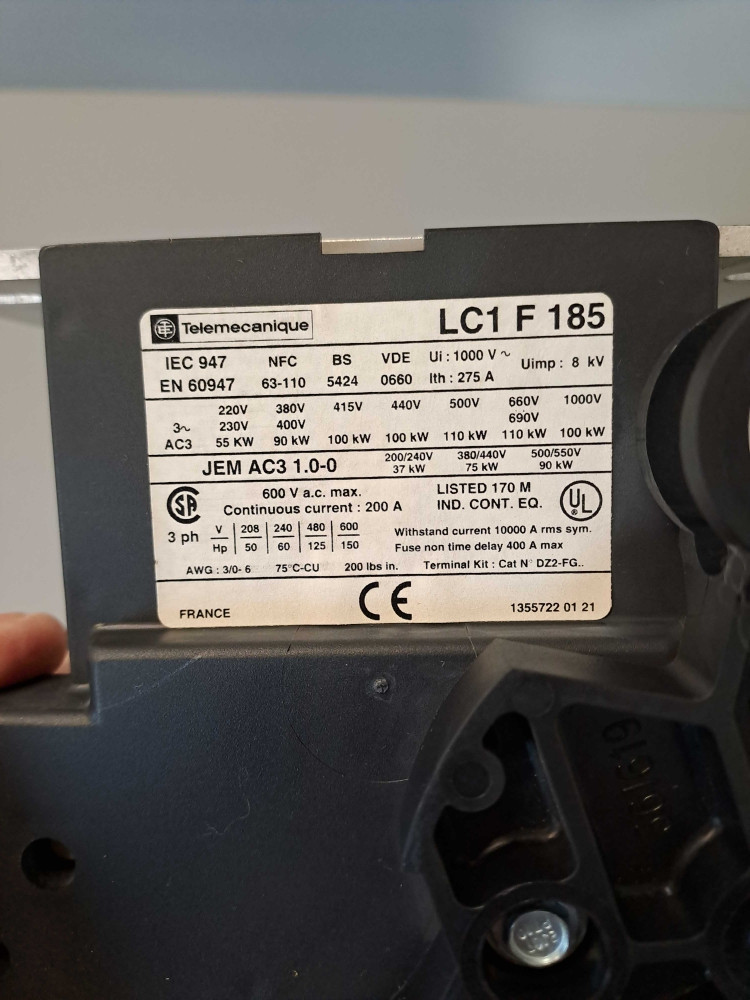 Telemecanique
LC1 F 185
IEC 947 NFC BS VDE Ui : 1000 V ~ Uimp : 8 kV
EN 60947 63-110 5424 0660 Ith : 275 A
220V 380V 415V 440V 500V 660V 1000V
3~ 230V 400V 690V
AC3 55 KW 90 kW 100 kW 100 kW 110 kW 110 kW 100 kW
JEM AC3 1.0-0 200/240V 380/440V 500/550V
37 kW 75 kW 90 kW
SA 600 V a.c. max. LISTED 170 M UL
Continuous current : 200 A IND. CONT. EQ.
3 ph V 208 240 480 600 Withstand current 10000 A rms sym.
Hp 50 60 125 150 Fuse non time delay 400 A max
AWG : 3/0- 6 75°C-CU 200 lbs in. Terminal Kit : Cat N° DZ2-FG..
FRANCE CE 1355722 01 21